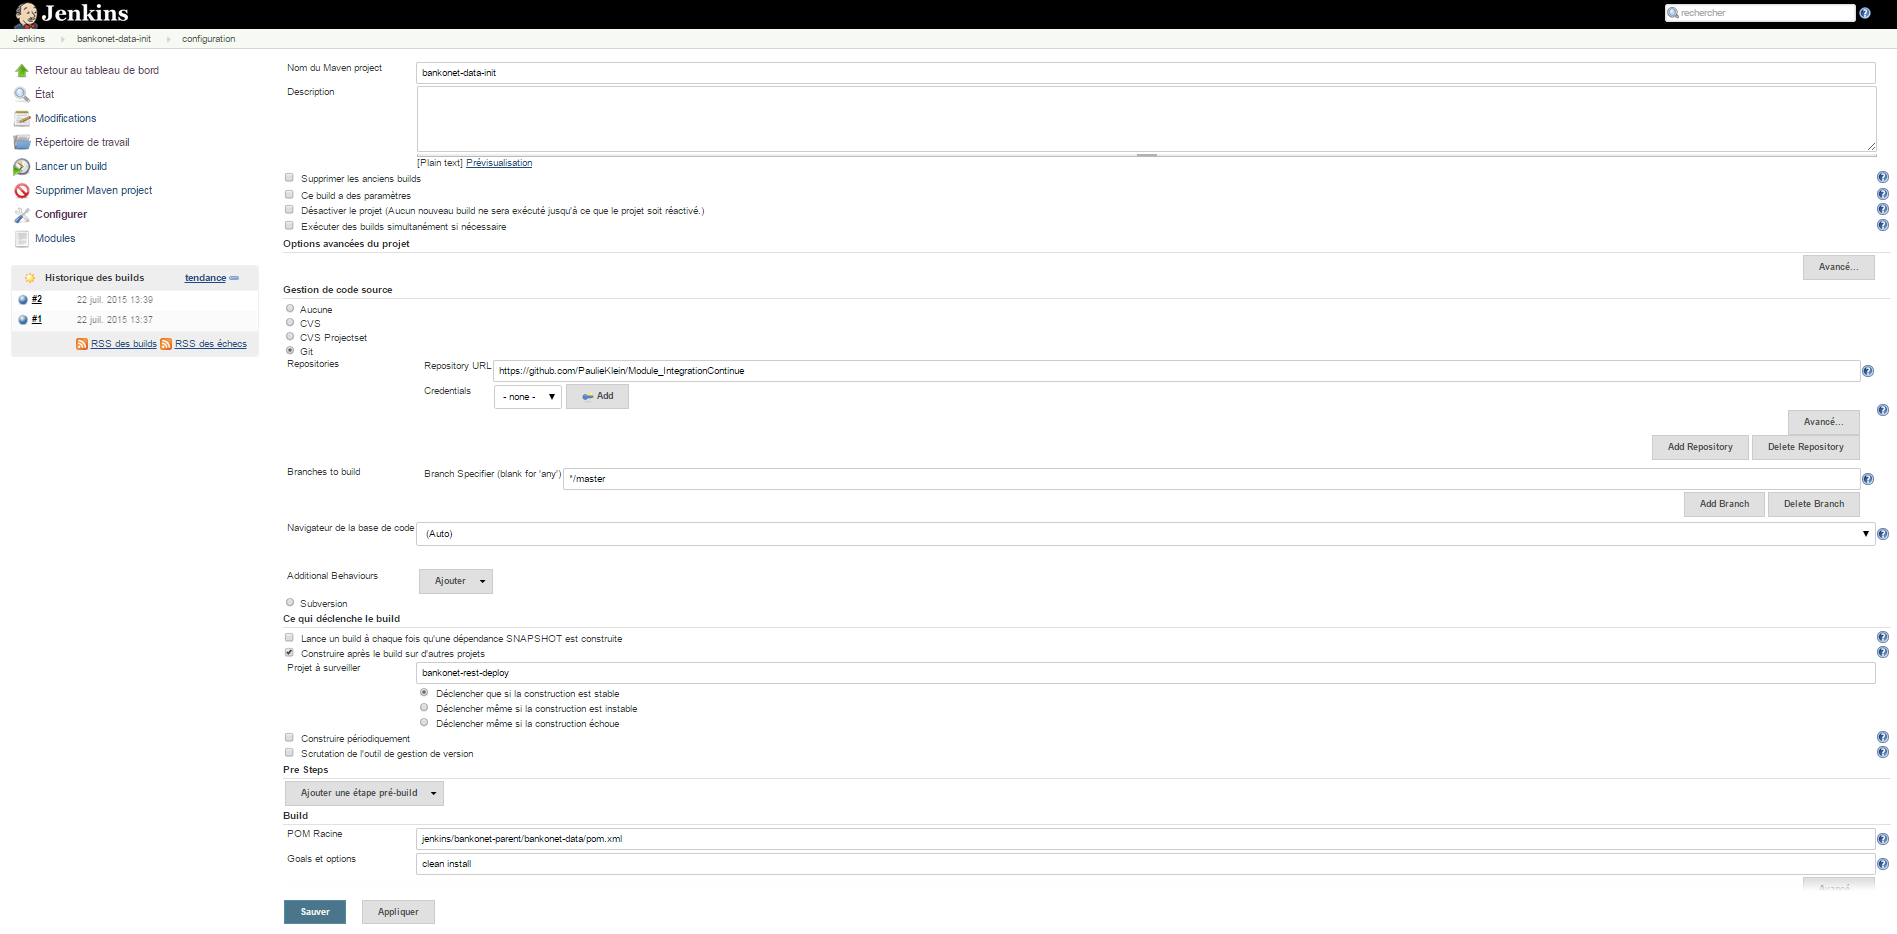 Jenkins
rechercher
Jenkins bankonet-data-init configuration
Retour au tableau de bord
État
Modifications
Répertoire de travail
Lancer un build
Supprimer Maven project
Configurer
Modules
Historique des builds tendance
#2 22 juil. 2015 13:39
#1 22 juil. 2015 13:37
RSS des builds RSS des échecs
Nom du Maven project bankonet-data-init
Description
[Plain text] Prévisualisation
Supprimer les anciens builds
Ce build a des paramètres
Désactiver le projet (Aucun nouveau build ne sera exécuté jusqu'à ce que le projet soit réactivé.)
Exécuter des builds simultanément si nécessaire
Options avancées du projet
Avancé...
Gestion de code source
Aucune
CVS
CVS Projectset
Git
Repositories Repository URL https://github.com/PaulieKlein/Module_IntegrationContinue
Credentials - none - Add
Avancé...
Add Repository Delete Repository
Branches to build Branch Specifier (blank for 'any') */master
Add Branch Delete Branch
Navigateur de la base de code (Auto)
Additional Behaviours Ajouter
Subversion
Ce qui déclenche le build
Lance un build à chaque fois qu'une dépendance SNAPSHOT est construite
Construire après le build sur d'autres projets
Projet à surveiller bankonet-rest-deploy
Déclencher que si la construction est stable
Déclencher même si la construction est instable
Déclencher même si la construction échoue
Construire périodiquement
Scrutation de l'outil de gestion de version
Pre Steps
Ajouter une étape pré-build
Build
POM Racine jenkins/bankonet-parent/bankonet-data/pom.xml
Goals et options clean install
Avancé...
Sauver Appliquer